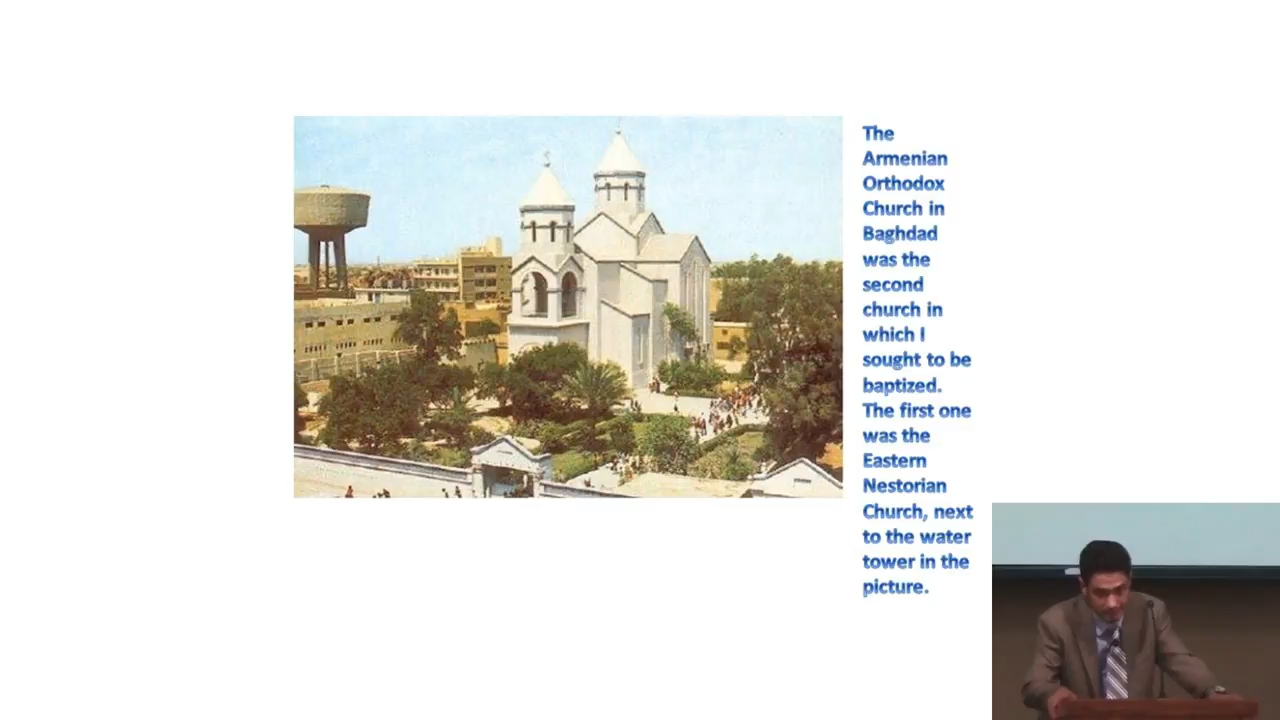 The
Armenian
Orthodox
Church in
Baghdad
was the
second
church in
which I
sought to be
baptized.
The first one
was the
Eastern
Nestorian
Church, next
to the water
tower in the
picture.